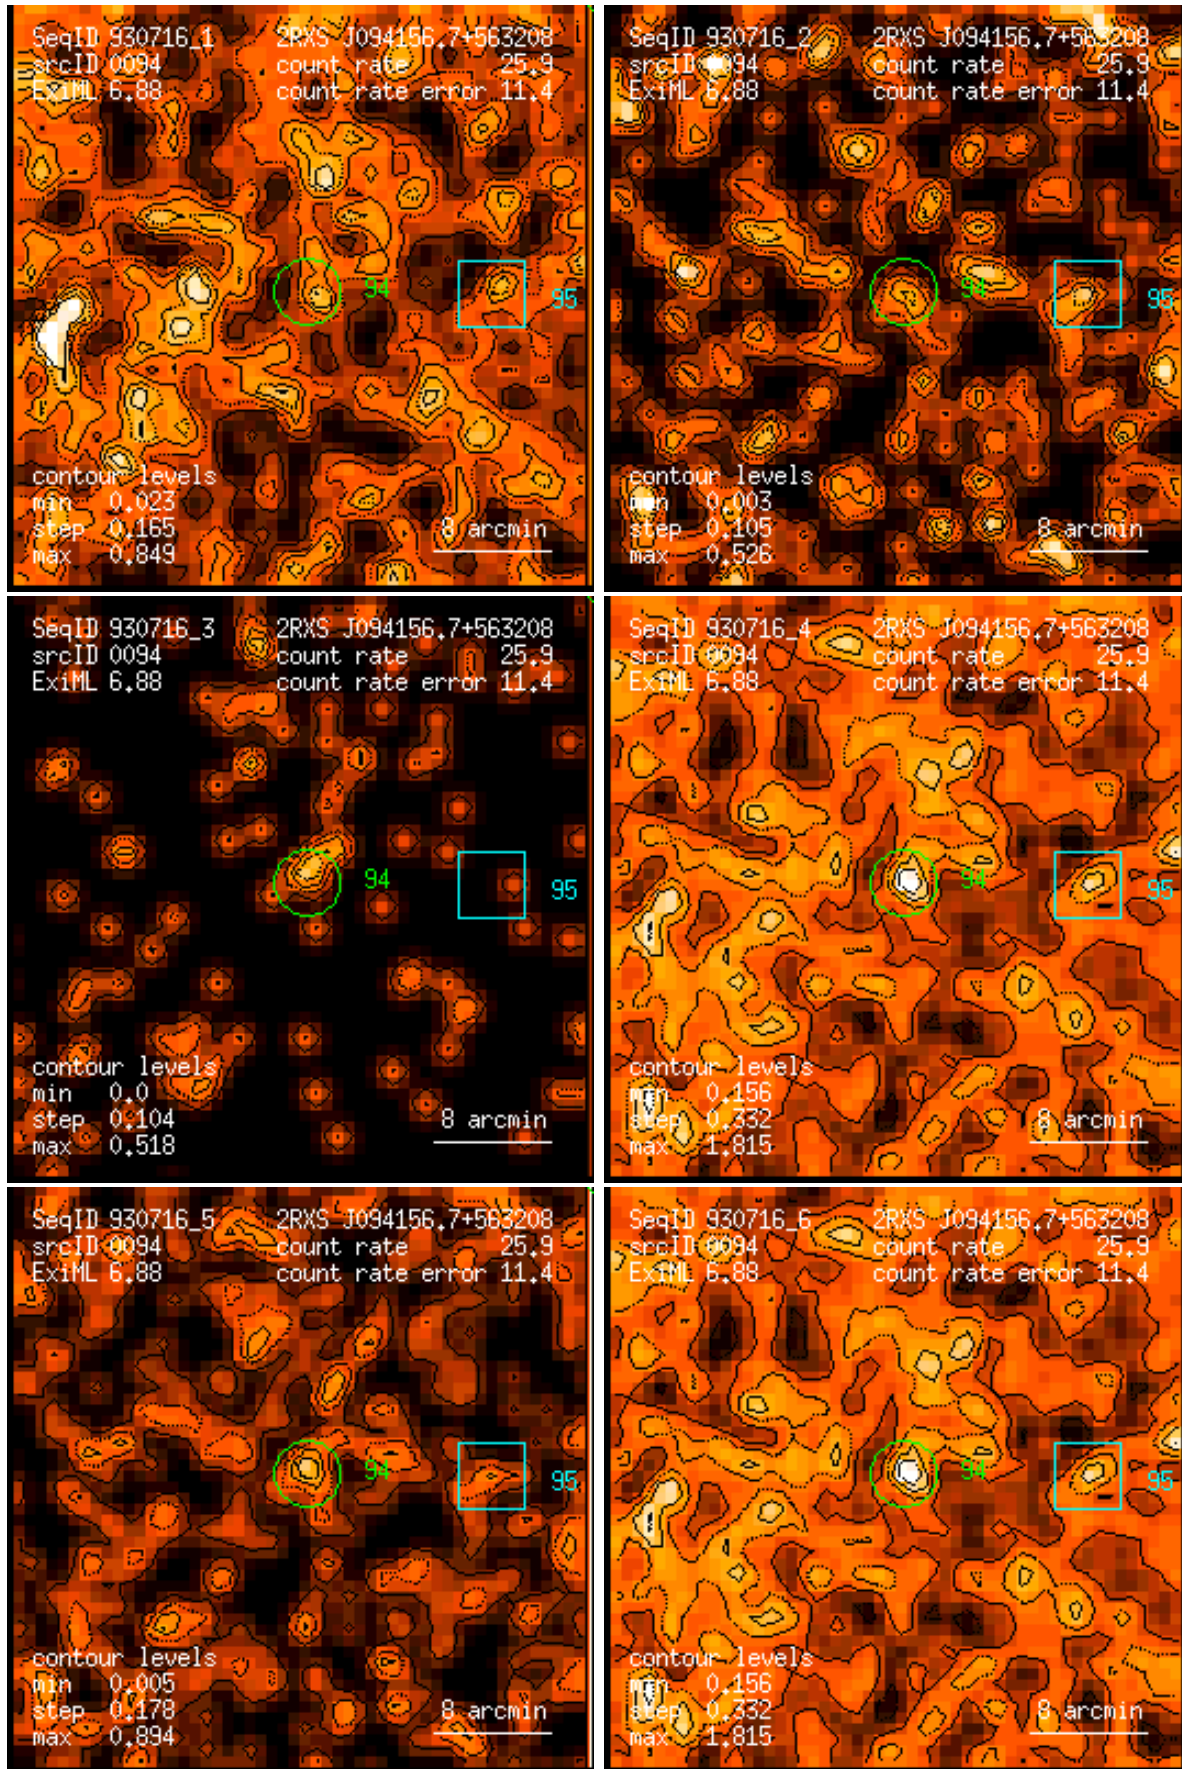 SeqID 930716_1 2RXS J094156.7+563208
srcID 0094 count rate 25.9
ExiML 6.88 count rate error 11.4
94
95
contour levels
min 0.023
step 0.165
max 0.849
8 arcmin
SeqID 930716_2 2RXS J094156.7+563208
srcID 0094 count rate 25.9
ExiML 6.88 count rate error 11.4
94
95
contour levels
min 0.003
step 0.105
max 0.526
8 arcmin
SeqID 930716_3 2RXS J094156.7+563208
srcID 0094 count rate 25.9
ExiML 6.88 count rate error 11.4
94
95
contour levels
min 0.0
step 0.104
max 0.518
8 arcmin
SeqID 930716_4 2RXS J094156.7+563208
srcID 0094 count rate 25.9
ExiML 6.88 count rate error 11.4
94
95
contour levels
min 0.156
step 0.332
max 1.815
8 arcmin
SeqID 930716_5 2RXS J094156.7+563208
srcID 0094 count rate 25.9
ExiML 6.88 count rate error 11.4
94
95
contour levels
min 0.005
step 0.178
max 0.894
8 arcmin
SeqID 930716_6 2RXS J094156.7+563208
srcID 0094 count rate 25.9
ExiML 6.88 count rate error 11.4
94
95
contour levels
min 0.156
step 0.332
max 1.815
8 arcmin